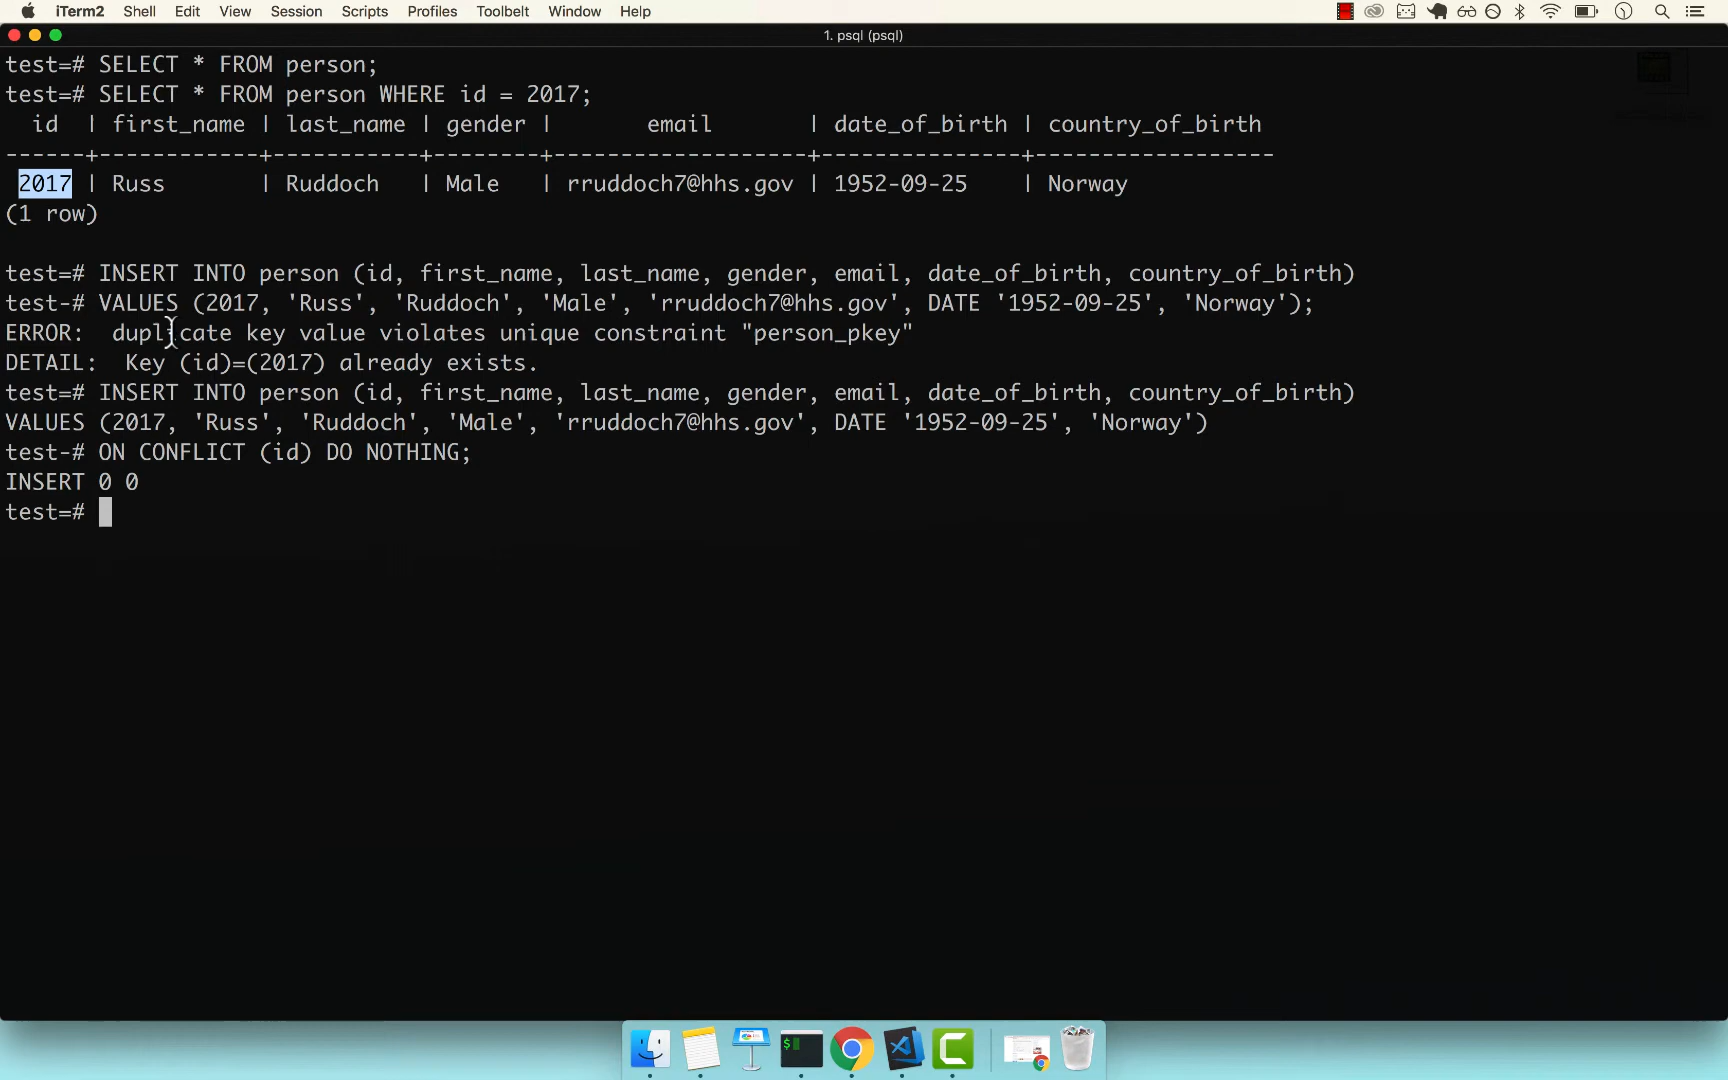 iTerm2 Shell Edit View Session Scripts Profiles Toolbelt Window Help
1. psql (psql)
test=# SELECT * FROM person;
test=# SELECT * FROM person WHERE id = 2017;
id | first_name | last_name | gender | email | date_of_birth | country_of_birth
------+------------+-----------+--------+-------------------+---------------+------------------
2017 | Russ | Ruddoch | Male | rruddoch7@hhs.gov | 1952-09-25 | Norway
(1 row)
test=# INSERT INTO person (id, first_name, last_name, gender, email, date_of_birth, country_of_birth)
test-# VALUES (2017, 'Russ', 'Ruddoch', 'Male', 'rruddoch7@hhs.gov', DATE '1952-09-25', 'Norway');
ERROR: duplicate key value violates unique constraint "person_pkey"
DETAIL: Key (id)=(2017) already exists.
test=# INSERT INTO person (id, first_name, last_name, gender, email, date_of_birth, country_of_birth)
VALUES (2017, 'Russ', 'Ruddoch', 'Male', 'rruddoch7@hhs.gov', DATE '1952-09-25', 'Norway')
test-# ON CONFLICT (id) DO NOTHING;
INSERT 0 0
test=#